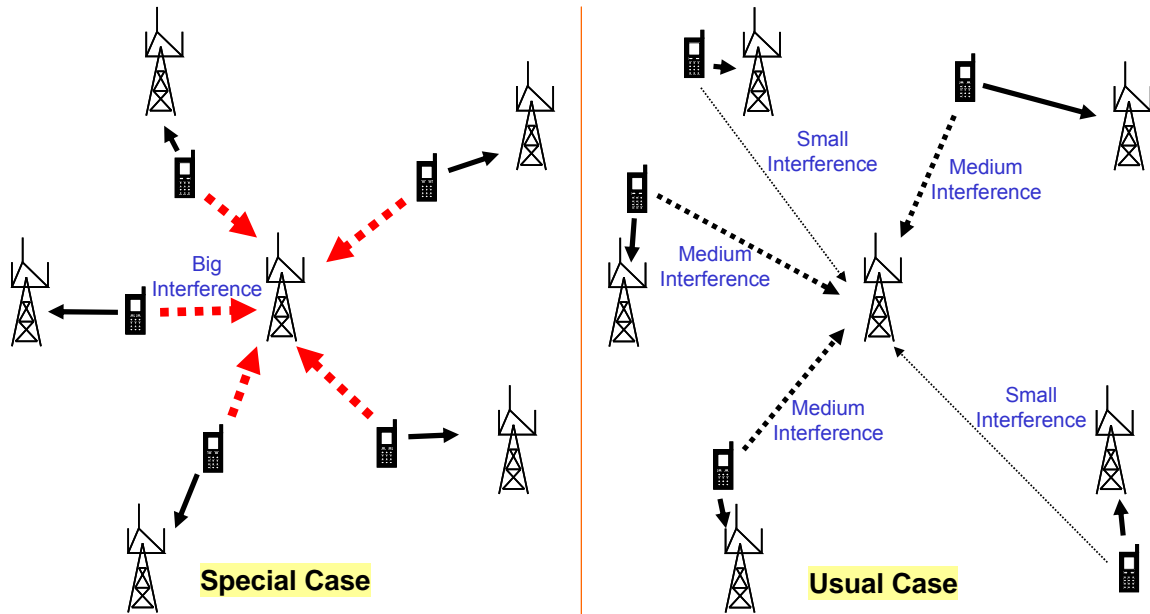 Big
Interference
Special Case
Small
Interference
Medium
Interference
Medium
Interference
Medium
Interference
Small
Interference
Usual Case